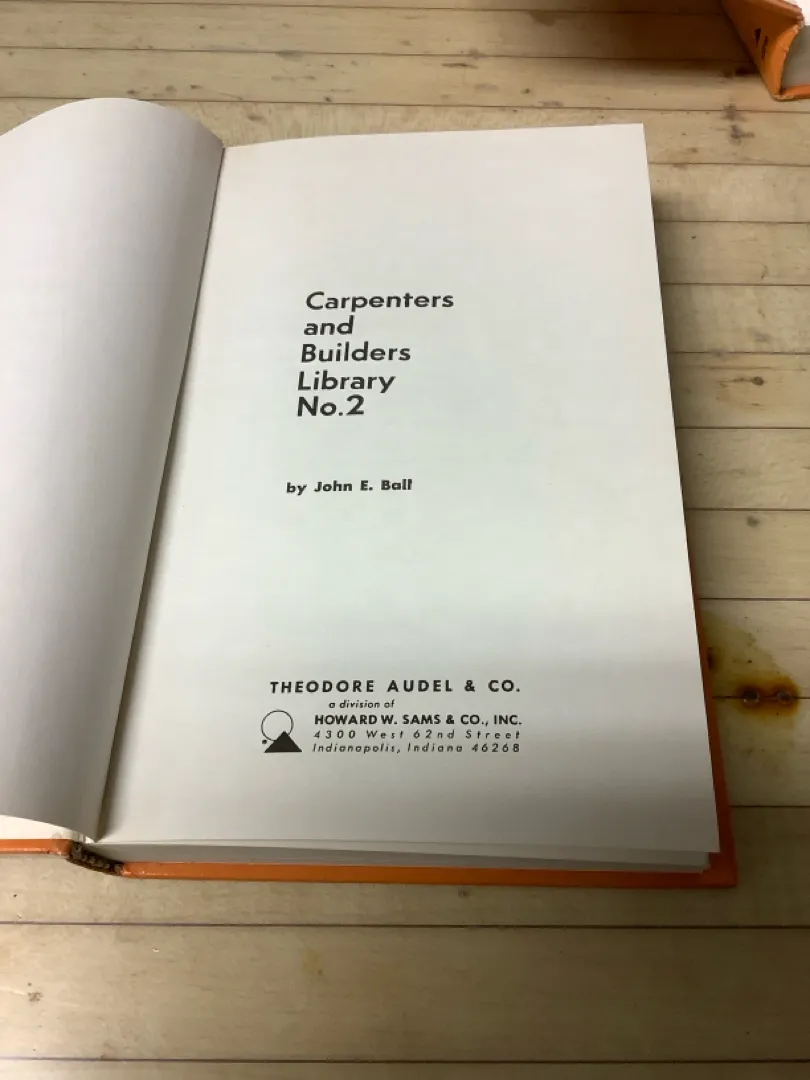 Carpenters
and
Builders
Library
No.2
by John E. Ball
THEODORE AUDEL & CO.
a division of
HOWARD W. SAMS & CO., INC.
4300 West 62nd Street
Indianapolis, Indiana 46268